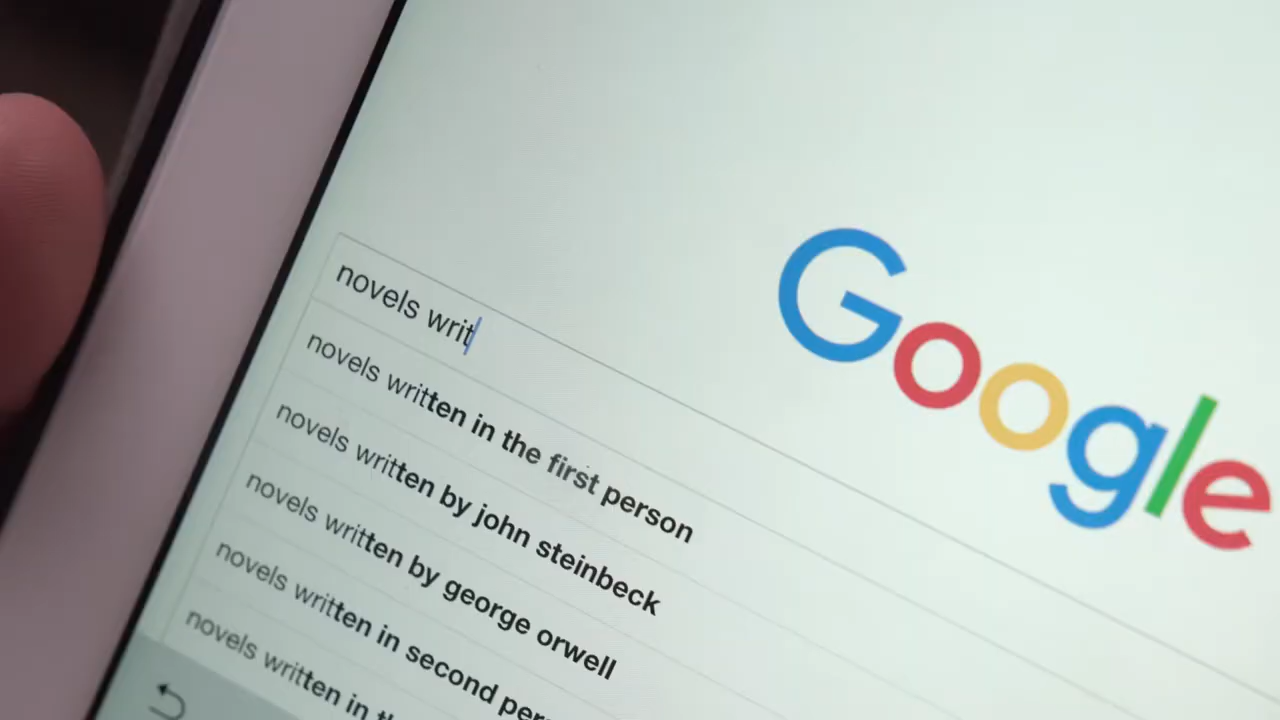 Google
novels writ
novels written in the first person
novels written by john steinbeck
novels written by george orwell
novels written in second
novels written in